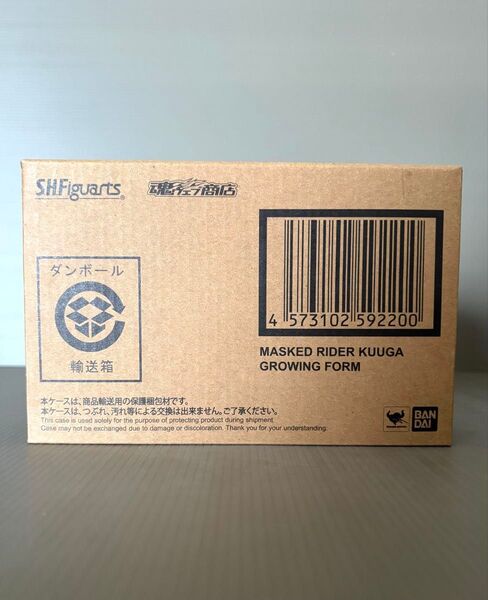 S.H.Figuarts®
魂ウェブ商店
ダンボール
輸送箱
4 573102 592200
MASKED RIDER KUUGA
GROWING FORM
本ケースは、商品輸送用の保護梱包材です。
本ケースは、つぶれ、汚れ等による交換は出来ません。ご了承ください。
This case is used solely for the purpose of protecting product during shipment.
Case may not be exchanged due to damage or discoloration. Thank you for your understanding.
BAN
DAI